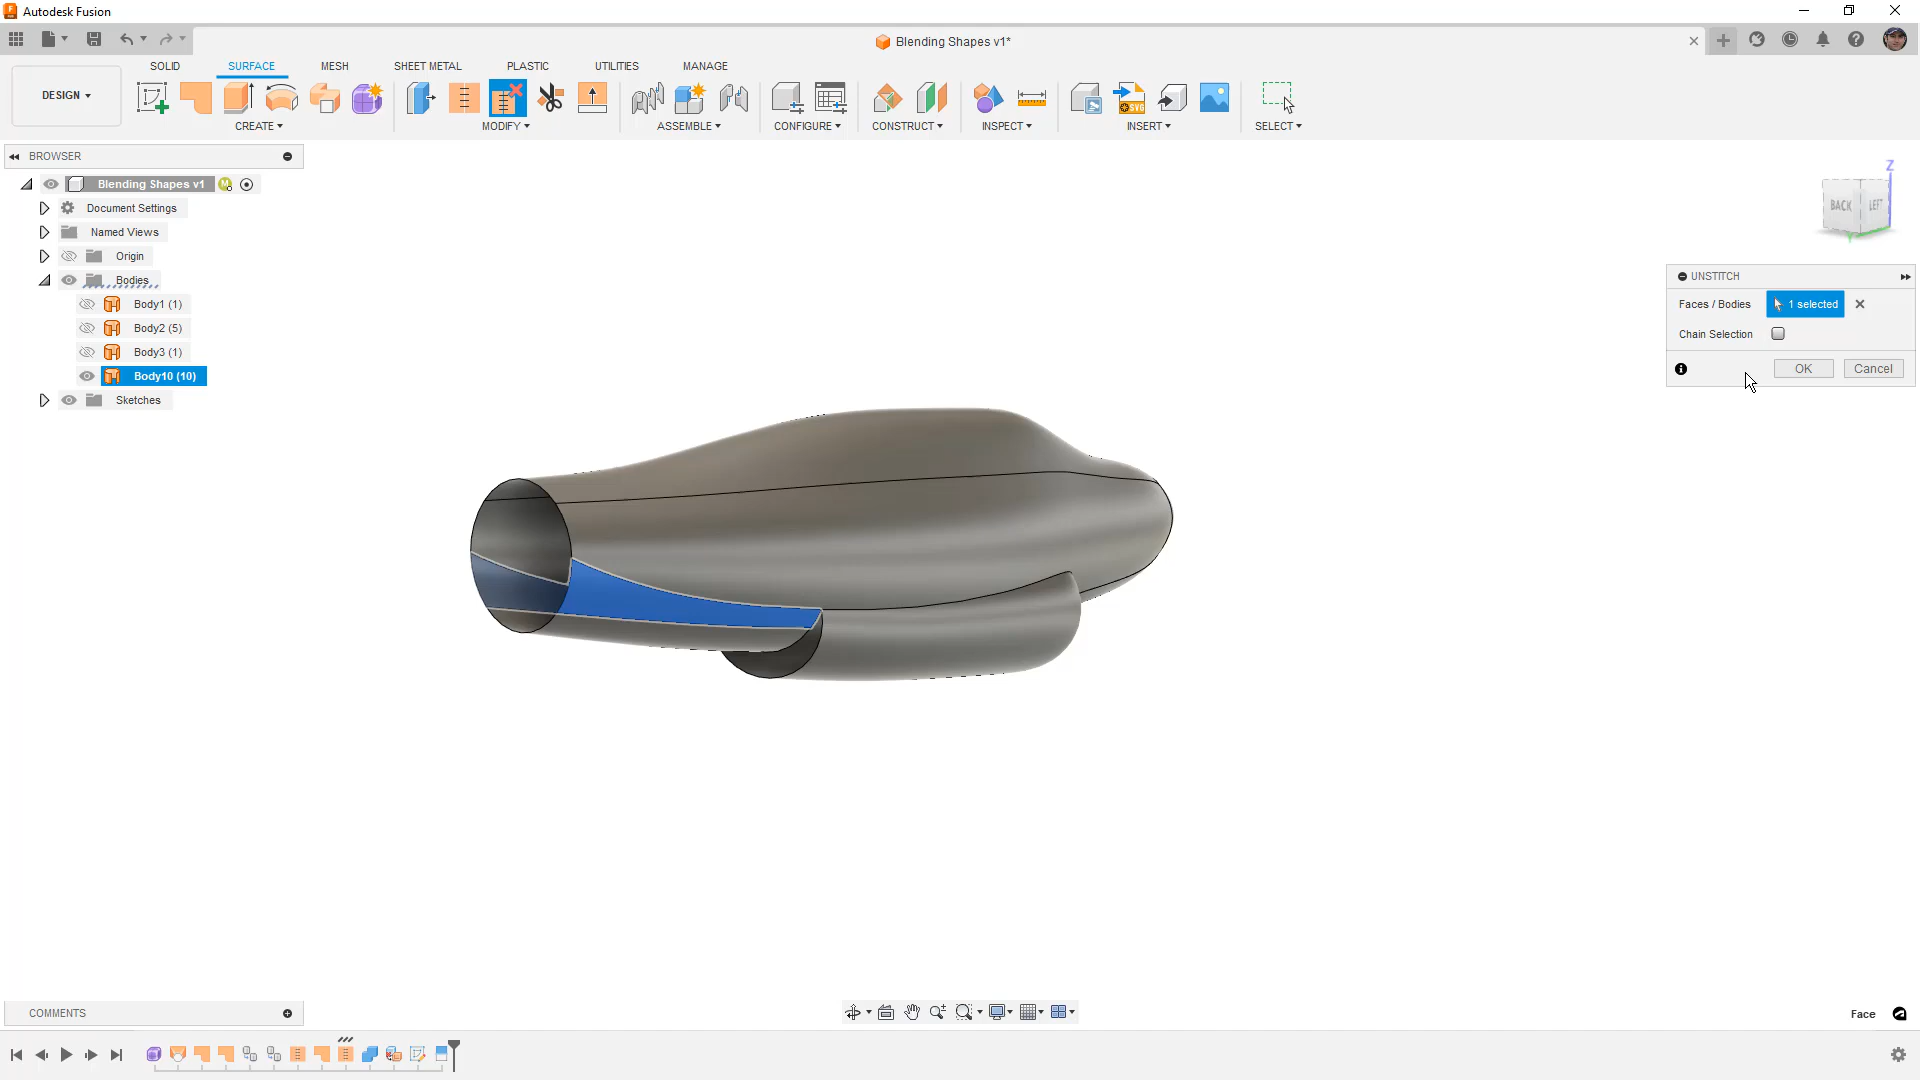 Autodesk Fusion
Blending Shapes v1*
DESIGN
SOLID
SURFACE
MESH
SHEET METAL
PLASTIC
UTILITIES
MANAGE
CREATE
MODIFY
ASSEMBLE
CONFIGURE
CONSTRUCT
INSPECT
INSERT
SELECT
BROWSER
Blending Shapes v1
Document Settings
Named Views
Origin
Bodies
Body1 (1)
Body2 (5)
Body3 (1)
Body10 (10)
Sketches
Z
BACK
LEFT
UNSTITCH
Faces / Bodies
1 selected
Chain Selection
OK
Cancel
COMMENTS
Face